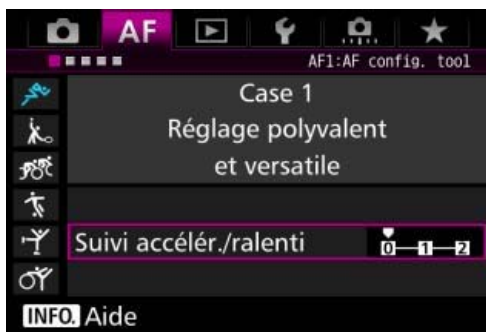 AF
AF1:AF config. tool
Case 1
Réglage polyvalent
et versatile
Suivi accélér./ralenti
0 1 2
INFO. Aide